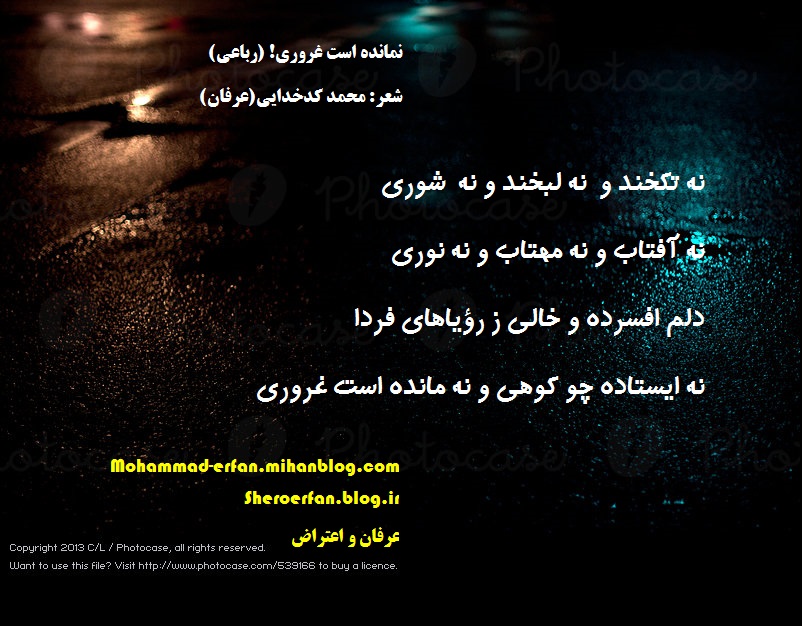 نمانده است غروری! (رباعی)
شعر: محمد کدخدایی(عرفان)
نه تکخند و نه لبخند و نه شوری
نه آفتاب و نه مهتاب و نه نوری
دلم افسرده و خالی ز رؤیاهای فردا
نه ایستاده چو کوهی و نه مانده است غروری
Mohammad-erfan.mihanblog.com
Sheroerfan.blog.ir
عرفان و اعتراض
Copyright 2013 C/L / Photocase, all rights reserved.
Want to use this file? Visit http://www.photocase.com/539166 to buy a licence.
Photocase
Photocase
Photocase
Photocase